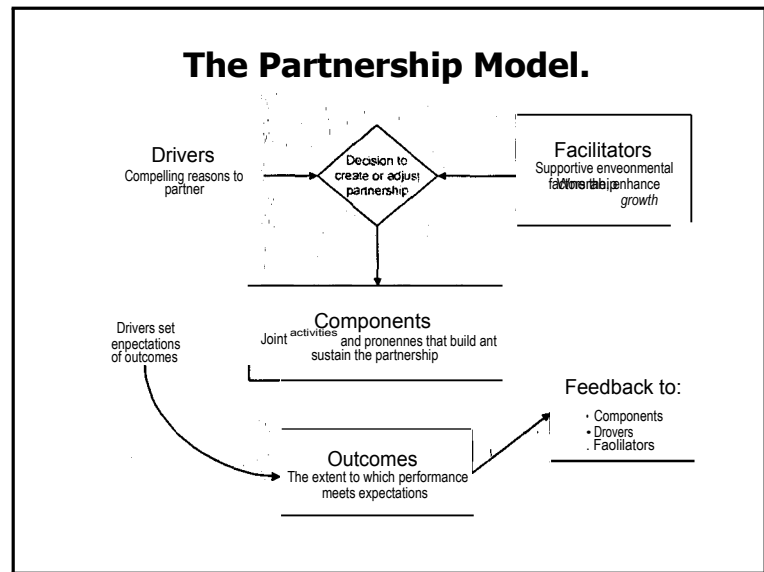 The Partnership Model.
Drivers
Compelling reasons to
partner
Decision to
create or adjust
partnership
Facilitators
Supportive enveonmental
enhance
growth
Components
Joint activities and pronennes that build ant
sustain the partnership
Drivers set
enpectations
of outcomes
Feedback to:
· Components
• Drovers
. Faolilators
Outcomes
The extent to which performance
meets expectations